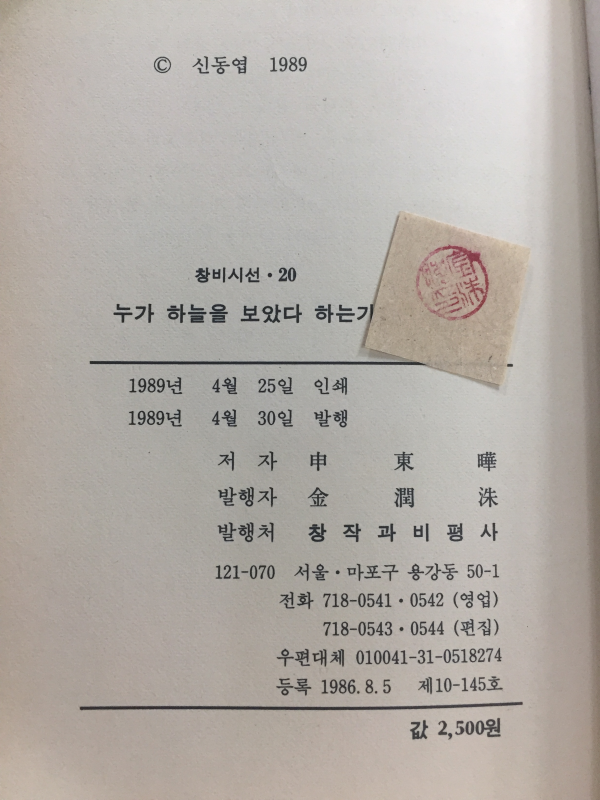 © 신동엽 1989
창비시선·20
누가 하늘을 보았다 하는가
1989년 4월 25일 인쇄
1989년 4월 30일 발행
저 자 申 東 曄
발행자 金 潤 洙
발행처 창 작 과 비 평 사
121-070 서울·마포구 용강동 50-1
전화 718-0541·0542 (영업)
718-0543·0544 (편집)
우편대체 010041-31-0518274
등록 1986.8.5 제10-145호
값 2,500원